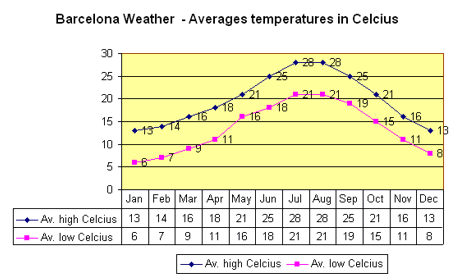 Barcelona Weather - Averages temperatures in Celcius
30
28 28
25 25
25
21 21
20
18 21 21
16 18 19 16
15
13 14 16 15 13
11 11
10
9
6 7 8
5
0
Jan Feb Mar Apr May Jun Jul Aug Sep Oct Nov Dec
Av. high Celcius 13 14 16 18 21 25 28 28 25 21 16 13
Av. low Celcius 6 7 9 11 16 18 21 21 19 15 11 8
Av. high Celcius Av. low Celcius